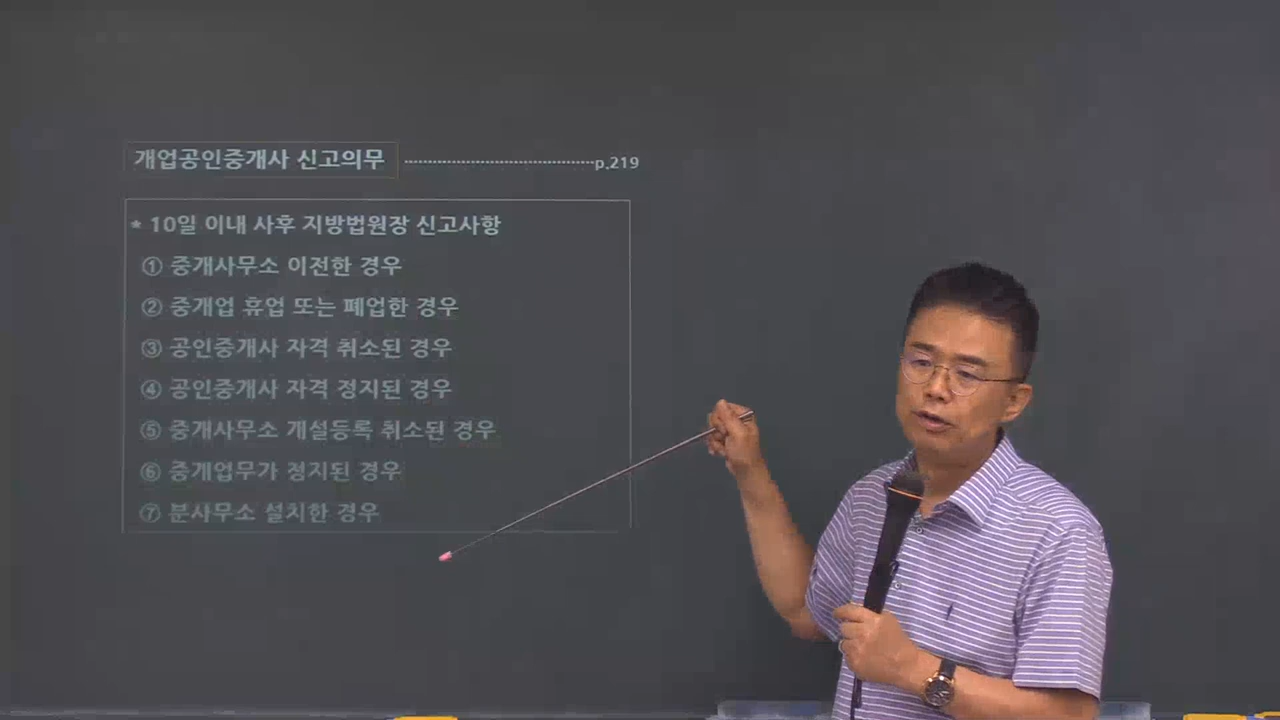 개업공인중개사 신고의무 ........................................p.219
* 10일 이내 사후 지방법원장 신고사항
① 중개사무소 이전한 경우
② 중개업 휴업 또는 폐업한 경우
③ 공인중개사 자격 취소된 경우
④ 공인중개사 자격 정지된 경우
⑤ 중개사무소 개설등록 취소된 경우
⑥ 중개업무가 정지된 경우
⑦ 분사무소 설치한 경우